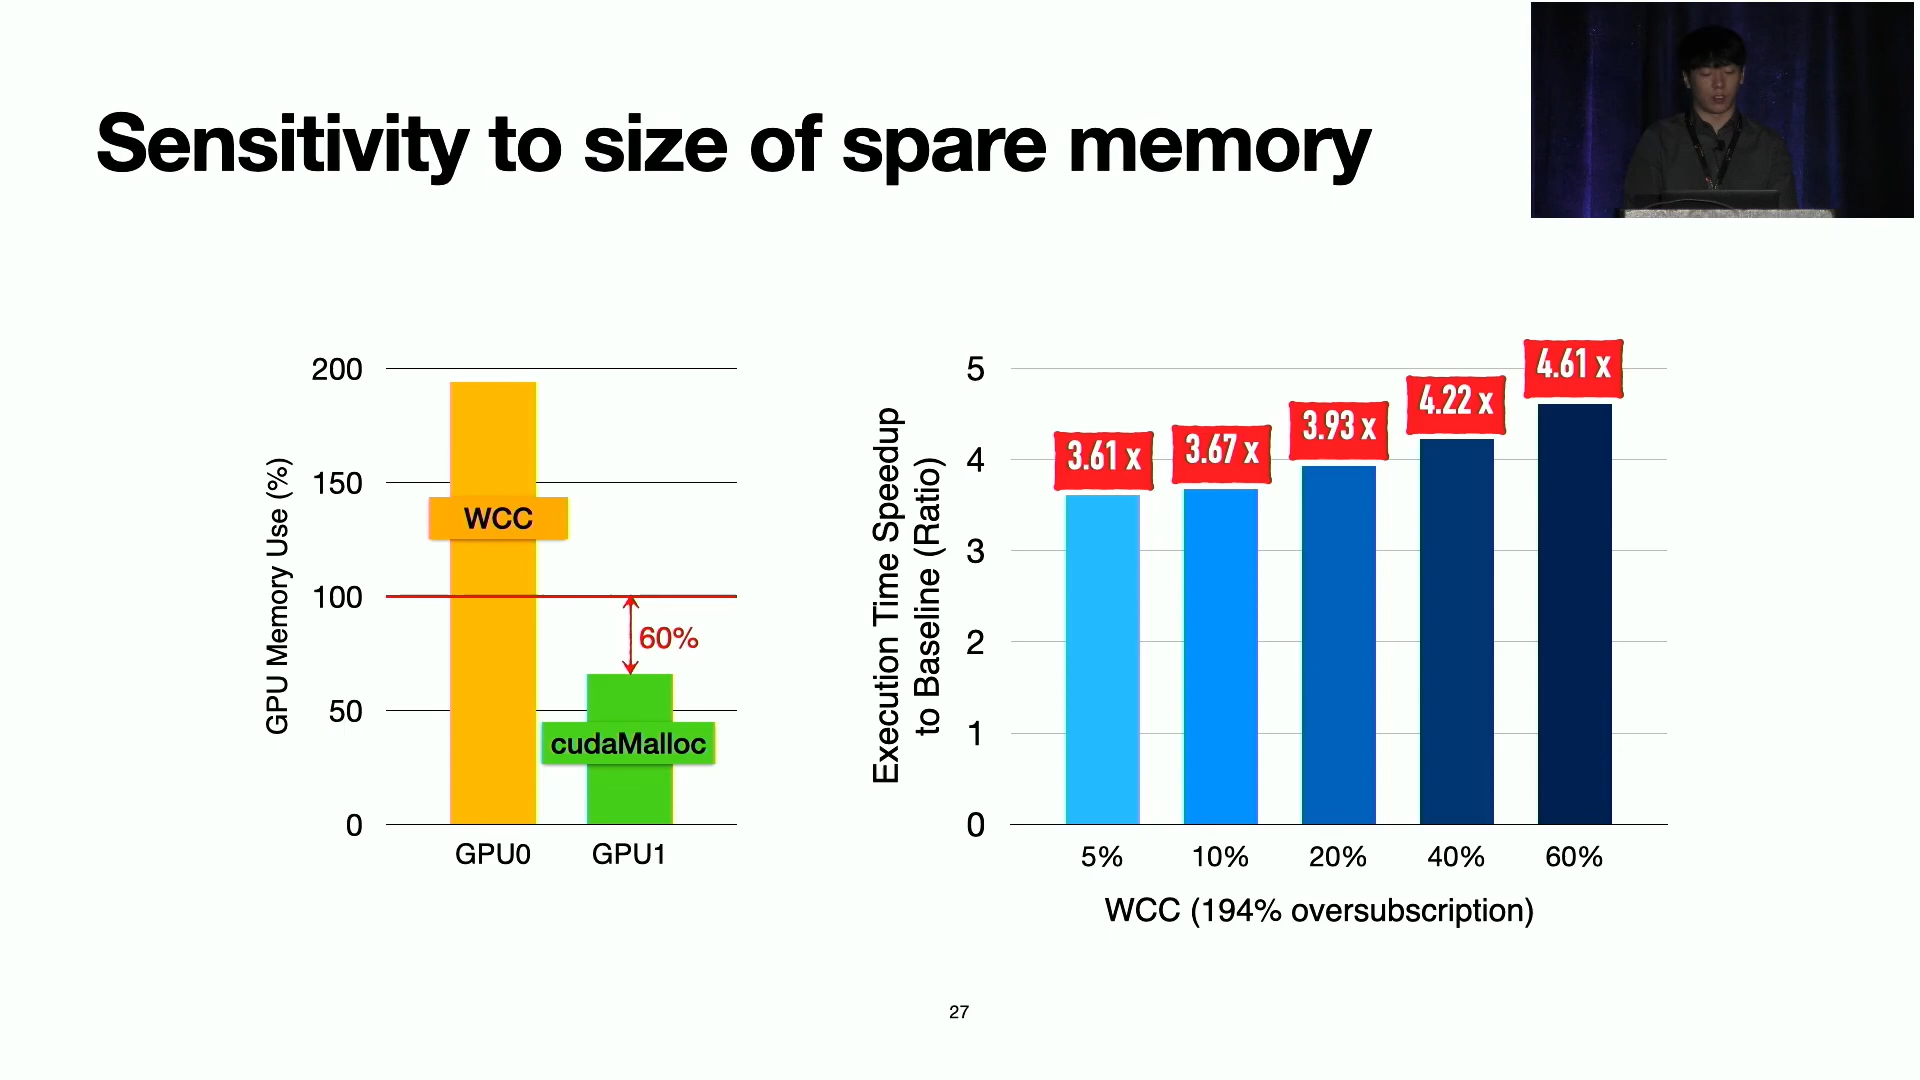 Sensitivity to size of spare memory
GPU Memory Use (%)
200
150
100
50
0
WCC
60%
cudaMalloc
GPU0
GPU1
Execution Time Speedup
to Baseline (Ratio)
5
4
3
2
1
0
3.61 x
3.67 x
3.93 x
4.22 x
4.61 x
5%
10%
20%
40%
60%
WCC (194% oversubscription)
27